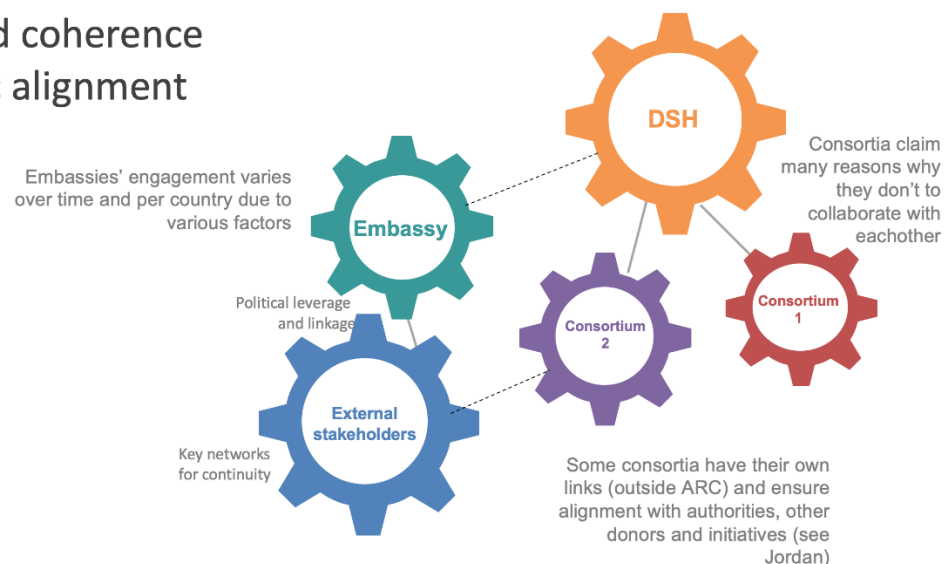 d coherence
alignment
DSH
Embassies' engagement varies
over time and per country due to
various factors
Embassy
Consortia claim
many reasons why
they don't to
collaborate with
eachother
Political leverage
and linkage
Consortium
2
Consortium
1
External
stakeholders
Key networks
for continuity
Some consortia have their own
links (outside ARC) and ensure
alignment with authorities, other
donors and initiatives (see
Jordan)